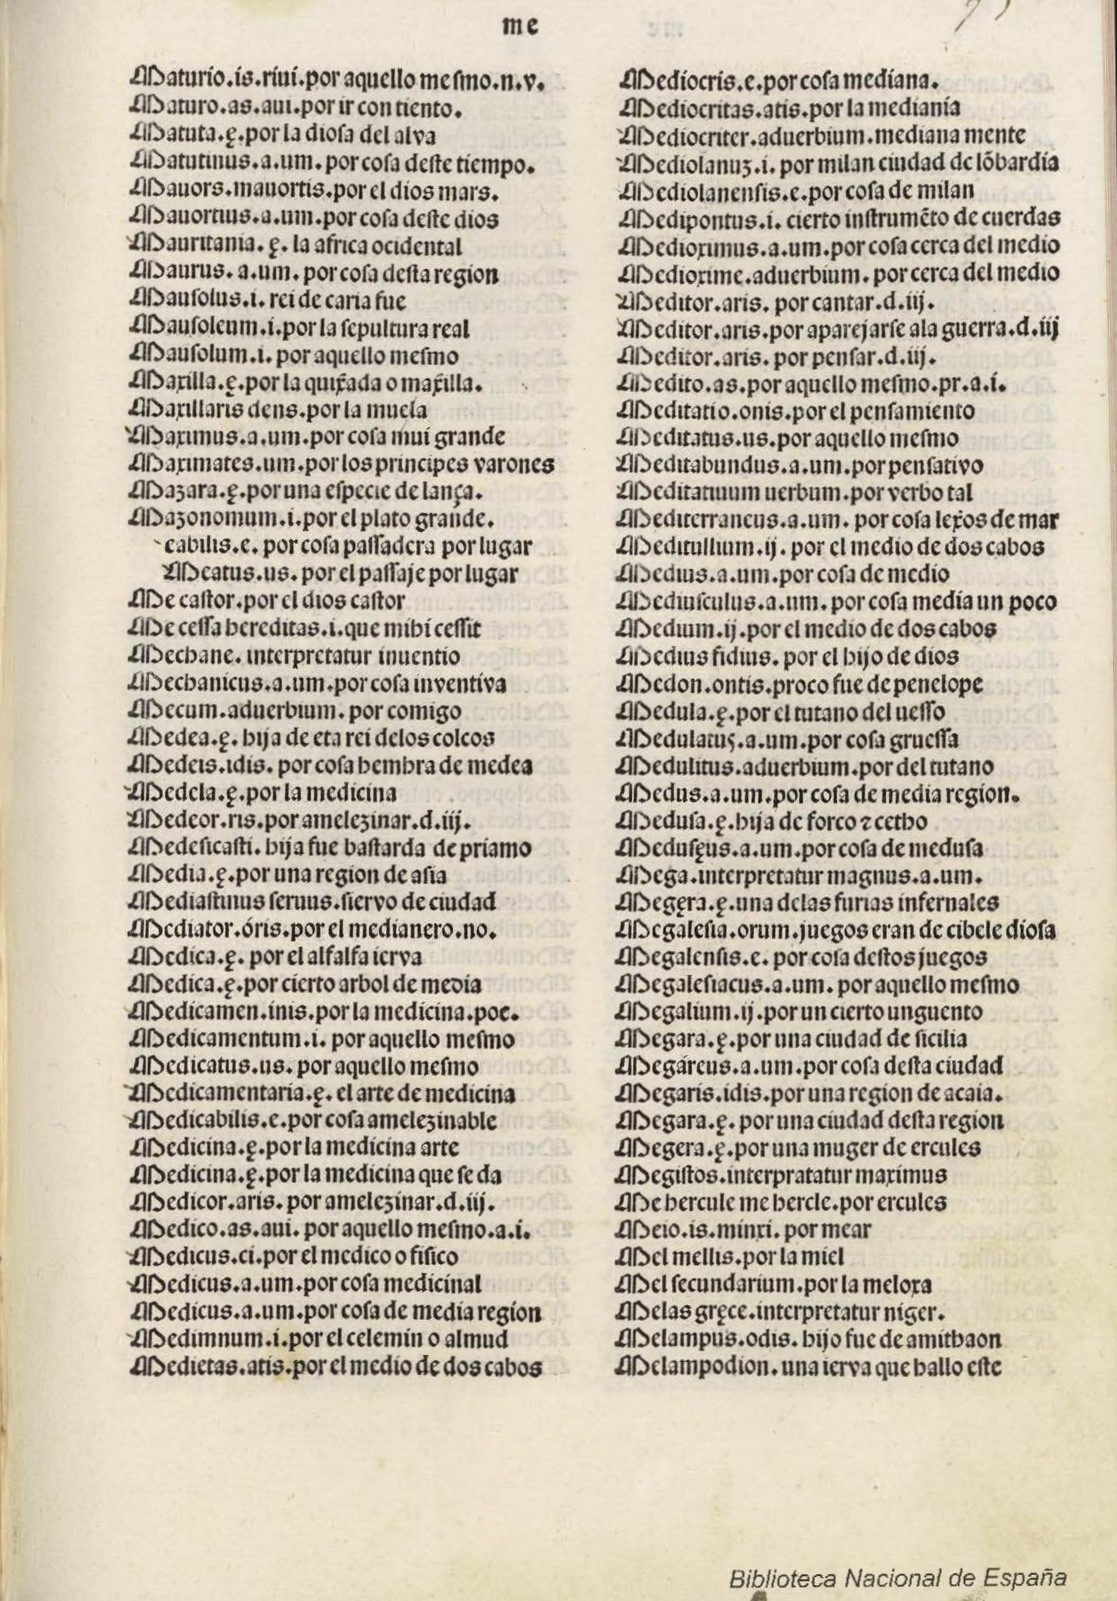 me
Maturio.is.riui.por aquello meſmo.n.v.
Maturo.as.aui.por ir con tiento.
Matuta.ę.por la dioſa del alva
Matutinus.a.um.por coſa deſte tiempo.
Mauors.mauortis.por el dios mars.
Mauortius.a.um.por coſa deſte dios
Mauritania.ę.la africa ocidental
Maurus.a.um.por coſa deſta region
Mauſolus.i.rei de caria fue
Mauſoleum.i.por la ſepultura real
Mauſolum.i.por aquello meſmo
Maxilla.ę.por la quix̃ada o max̃illa.
Maxillaris dens.por la muela
Maximus.a.um.por coſa mui grande
Maximates.um.por los principes varones
Mazara.ę.por una eſpecie de lança.
Mazonomum.i.por el plato grande.
cabilis.e.por coſa paſſadera por lugar
Meatus.us.por el paſſaje por lugar
Me caſtor.por el dios caſtor
Me ceſſa hereditas.i.que mihi ceſſit
Mechane.interpretatur inuentio
Mechanicus.a.um.por coſa inventiva
Mecum.aduerbium.por comigo
Medea.ę.hija de eta rei delos colcos
Medeis.idis.por coſa hembra de medea
Medela.ę.por la medicina
Medeor.ris.por amelezinar.d.iij.
Medeſicaſti.hija fue baſtarda de priamo
Media.ę.por una region de aſia
Mediaſtinus ſeruus.ſiervo de ciudad
Mediator.óris.por el medianero.no.
Medica.ę.por el alfalfa ierva
Medica.ę.por cierto arbol de media
Medicamen.inis.por la medicina.poe.
Medicamentum.i.por aquello meſmo
Medicatus.us.por aquello meſmo
Medicamentaria.ę.el arte de medicina
Medicabilis.e.por coſa amelezinable
Medicina.ę.por la medicina arte
Medicina.ę.por la medicina que ſe da
Medicor.aris.por amelezinar.d.iij.
Medico.as.aui.por aquello meſmo.a.i.
Medicus.ci.por el medico o fiſico
Medicus.a.um.por coſa medicinal
Medicus.a.um.por coſa de media region
Medimnum.i.por el celemin o almud
Medietas.atis.por el medio de dos cabos
Mediocris.e.por coſa mediana.
Mediocritas.atis.por la mediania
Mediocriter.aduerbium.mediana mente
Mediolanuʒ.i.por milan ciudad de lõbardia
Mediolanenſis.e.por coſa de milan
Medipontus.i.cierto inſtrumẽto de cuerdas
Medioximus.a.um.por coſa cerca del medio
Medioxime.aduerbium.por cerca del medio
Meditor.aris.por cantar.d.iij.
Meditor.aris.por aparejarſe ala guerra.d.iij
Meditor.aris.por penſar.d.iij.
Medito.as.por aquello meſmo.pr.a.i.
Meditatio.onis.por el penſamiento
Meditatus.us.por aquello meſmo
Meditabundus.a.um.por penſativo
Meditatiuum uerbum.por verbo tal
Mediterraneus.a.um.por coſa lex̃os de mar
Meditullium.ij.por el medio de dos cabos
Medius.a.um.por coſa de medio
Mediuſculus.a.um.por coſa media un poco
Medium.ij.por el medio de dos cabos
Medius fidius.por el hijo de dios
Medon.ontis.proco fue de penelope
Medula.ę.por el tutano del ueſſo
Medulatus.a.um.por coſa grueſſa
Medulitus.aduerbium.por del tutano
Medus.a.um.por coſa de media region.
Meduſa.ę.hija de forco ꝛ cetho
Meduſęus.a.um.por coſa de meduſa
Mega.interpretatur magnus.a.um.
Megęra.ę.una delas furias infernales
Megaleſia.orum.juegos eran de cibele dioſa
Megalenſis.e.por coſa deſtos juegos
Megaleſiacus.a.um.por aquello meſmo
Megalium.ij.por un cierto unguento
Megara.ę.por una ciudad de ſicilia
Megáreus.a.um.por coſa deſta ciudad
Megaris.idis.por una region de acaia.
Megara.ę.por una ciudad deſta region
Megera.ę.por una muger de ercules
Megiſtos.interpratatur maximus
Me hercule me hercle.por ercules
Meio.is.minxi.por mear
Mel mellis.por la miel
Mel ſecundarium.por la meloxa
Melas gręce.interpretatur niger.
Melampus.odis.hijo fue de amithaon
Melampodion.una ierva que hallo eſte
Biblioteca Nacional de España